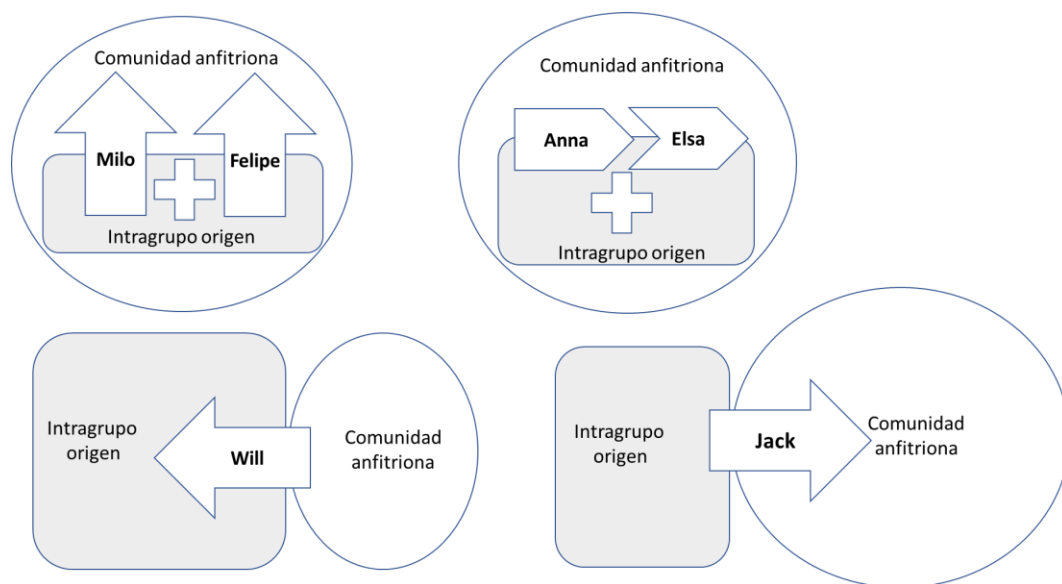 Comunidad anfitriona
Milo
Felipe
Intragrupo origen
Comunidad anfitriona
Anna
Elsa
Intragrupo origen
Intragrupo
origen
Will
Comunidad
anfitriona
Intragrupo
origen
Jack
Comunidad
anfitriona